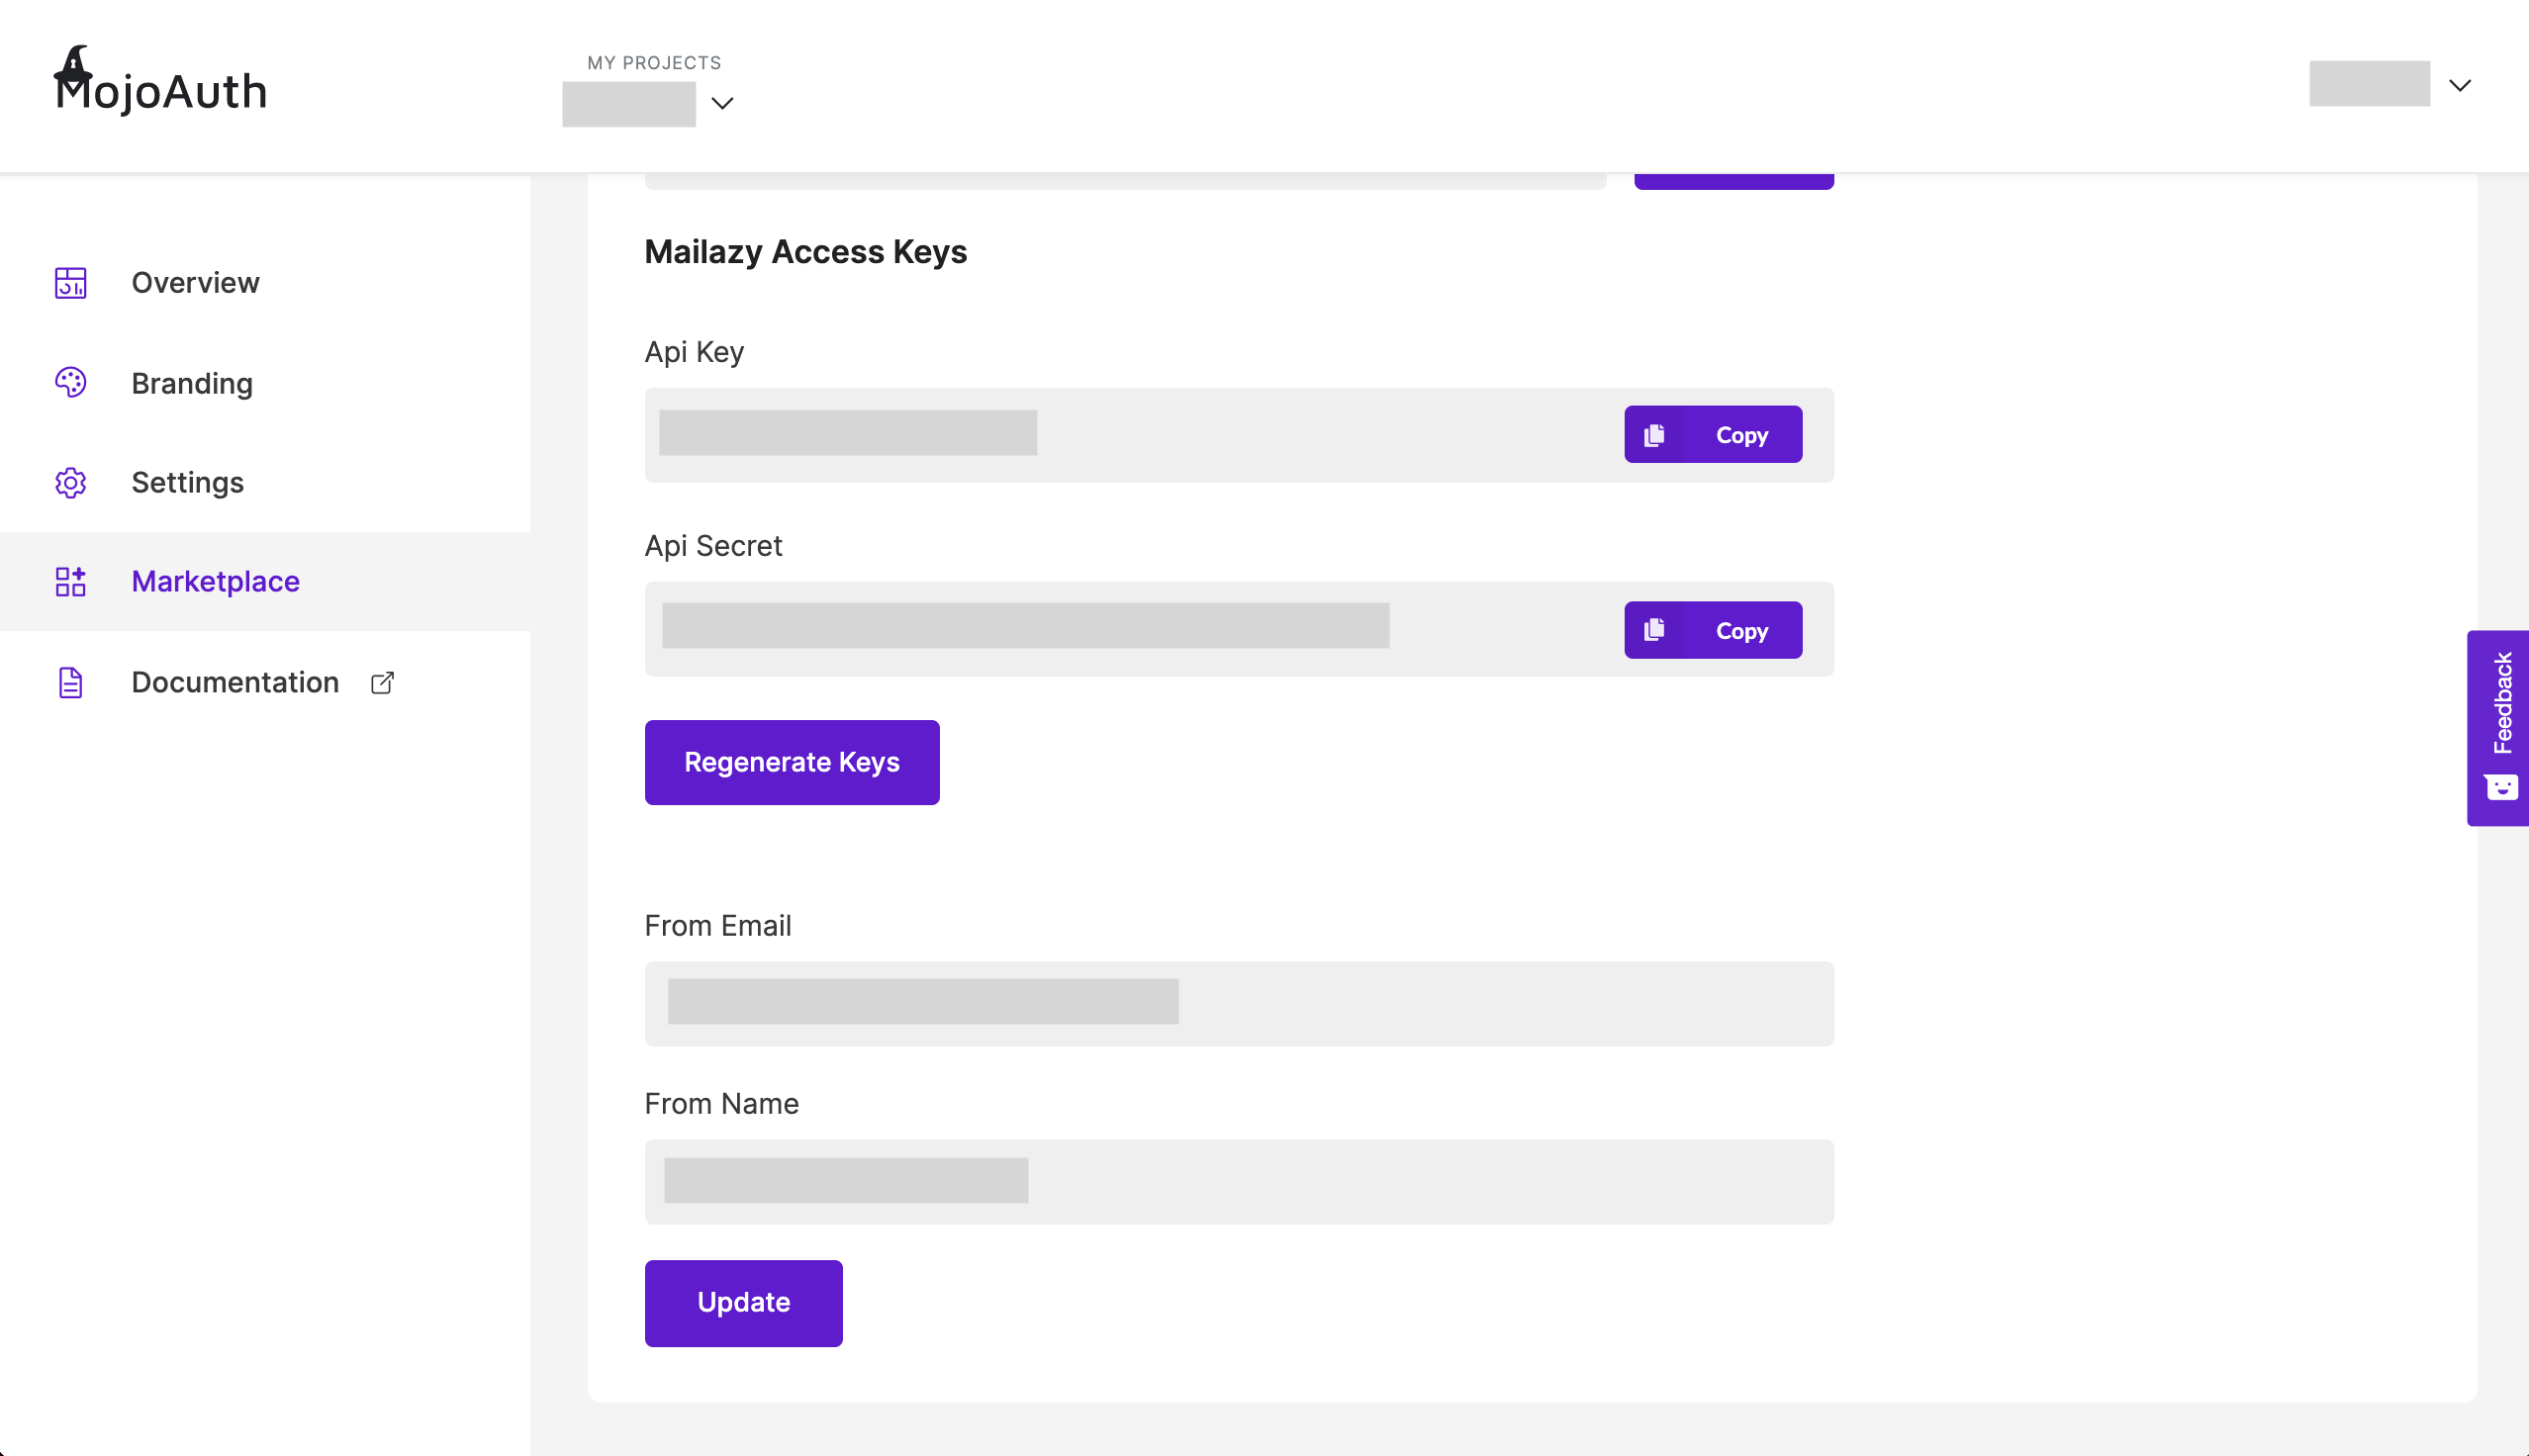 MojoAuth
MY PROJECTS
Overview
Branding
Settings
Marketplace
Documentation
Mailazy Access Keys
Api Key
Copy
Api Secret
Copy
Regenerate Keys
From Email
From Name
Update
Feedback